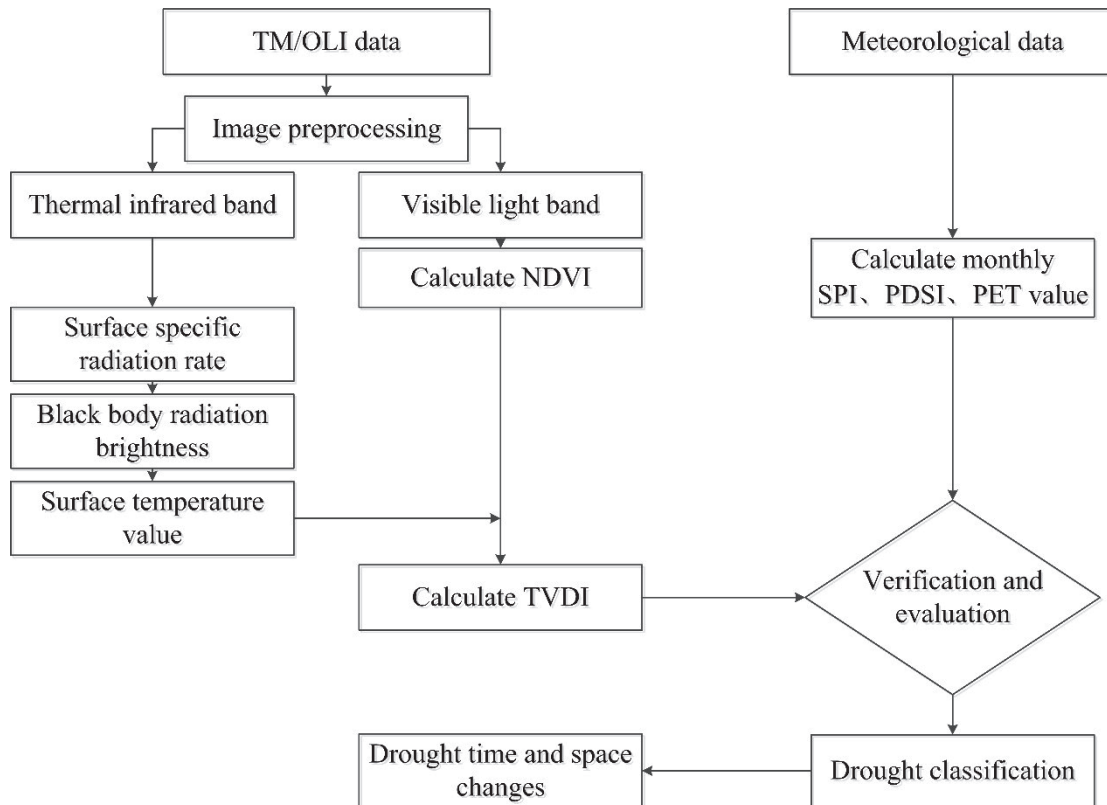 TM/OLI data
Meteorological data
Image preprocessing
Thermal infrared band
Visible light band
Calculate NDVI
Calculate monthly
SPI、PDSI、PET value
Surface specific
radiation rate
Black body radiation
brightness
Surface temperature
value
Calculate TVDI
Verification and
evaluation
Drought time and space
changes
Drought classification